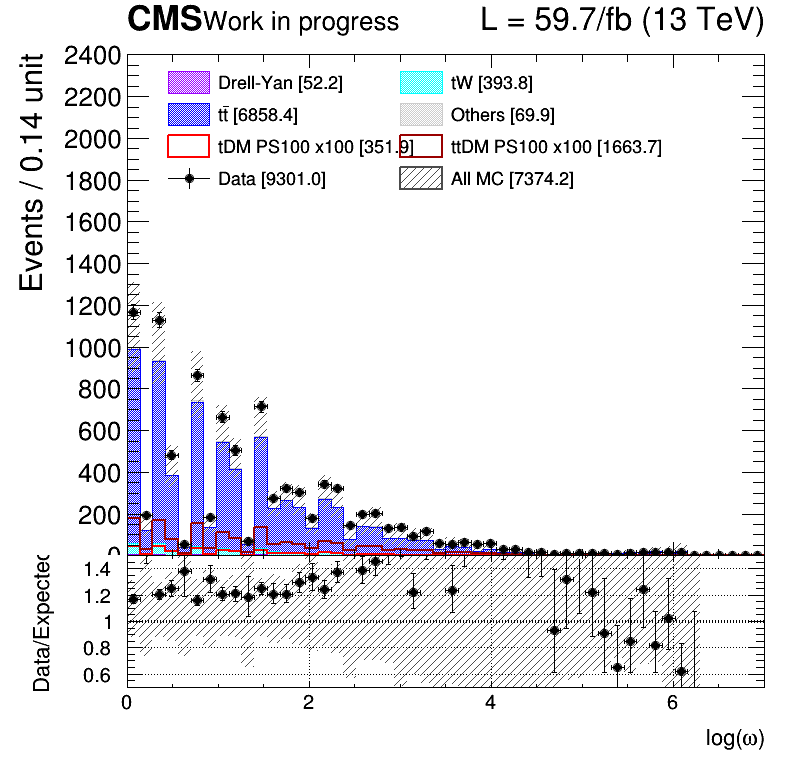 CMS Work in progress L = 59.7/fb (13 TeV)
Events / 0.14 unit
2400
2200
2000
1800
1600
1400
1200
1000
800
600
400
200
0
Drell-Yan [52.2] tW [393.8]
tt̄ [6858.4] Others [69.9]
tDM PS100 x100 [351.9] ttDM PS100 x100 [1663.7]
Data [9301.0] All MC [7374.2]
Data/Expected
1.4
1.2
1
0.8
0.6
0 2 4 6
log(ω)